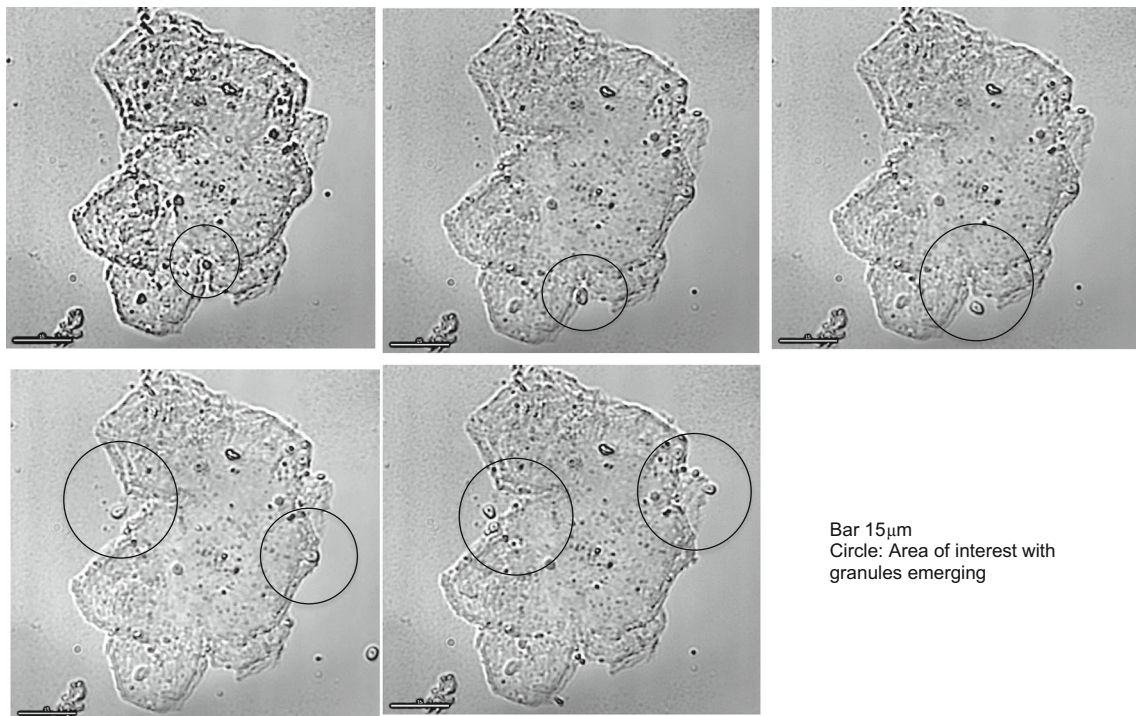 Bar 15μm
Circle: Area of interest with
granules emerging